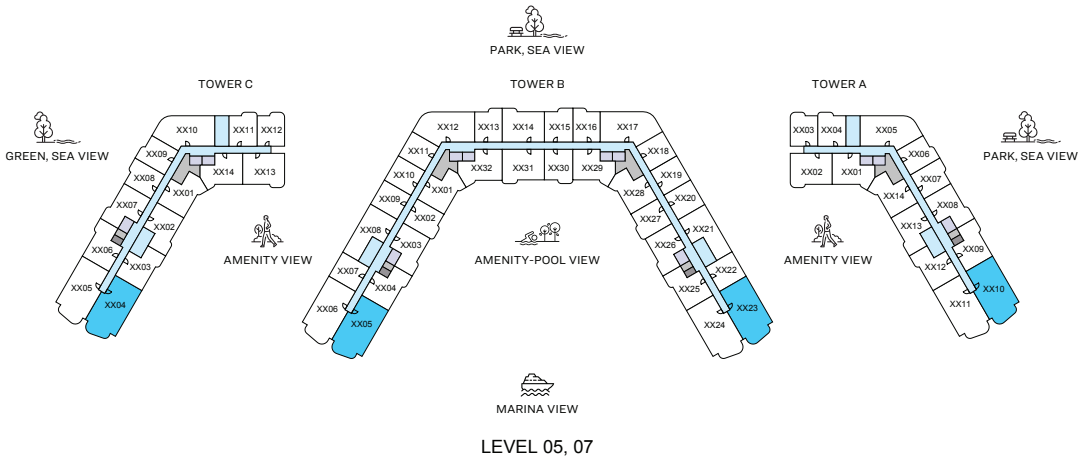 PARK, SEA VIEW
TOWER C
TOWER B
TOWER A
GREEN, SEA VIEW
PARK, SEA VIEW
XX10
XX11
XX12
XX09
XX08
XX07
XX06
XX05
XX04
XX03
XX02
XX01
XX14
XX13
XX12
XX13
XX14
XX15
XX16
XX17
XX11
XX10
XX09
XX08
XX07
XX06
XX05
XX04
XX03
XX02
XX01
XX32
XX31
XX30
XX29
XX28
XX27
XX26
XX25
XX24
XX23
XX22
XX21
XX20
XX19
XX18
XX03
XX04
XX05
XX02
XX01
XX06
XX07
XX08
XX09
XX10
XX11
XX12
XX13
XX14
AMENITY VIEW
AMENITY-POOL VIEW
AMENITY VIEW
MARINA VIEW
LEVEL 05, 07